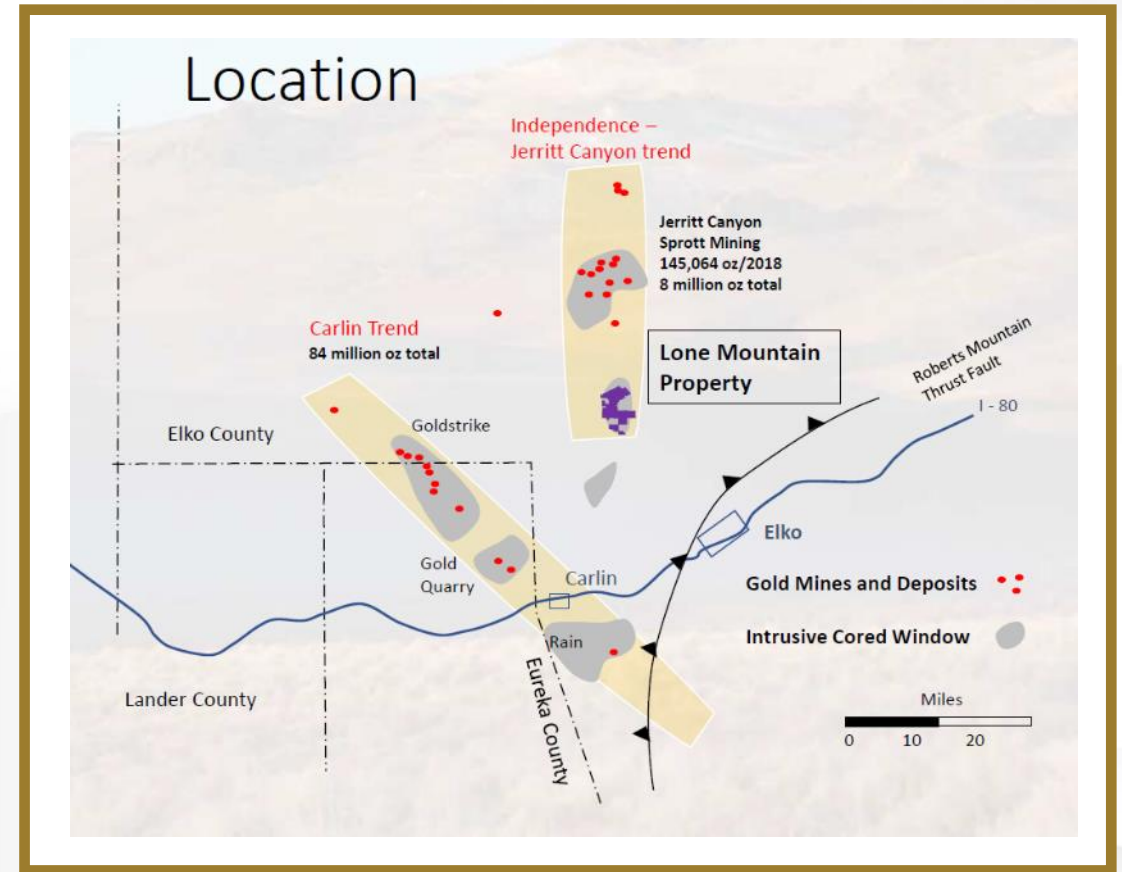 Location
Independence –
Jerritt Canyon trend
Jerritt Canyon
Sprott Mining
145,064 oz/2018
8 million oz total
Carlin Trend
84 million oz total
Lone Mountain
Property
Roberts Mountain
Thrust Fault
I - 80
Elko County
Goldstrike
Elko
Gold
Quarry
Carlin
Gold Mines and Deposits
Rain
Intrusive Cored Window
Eureka County
Lander County
Miles
0 10 20